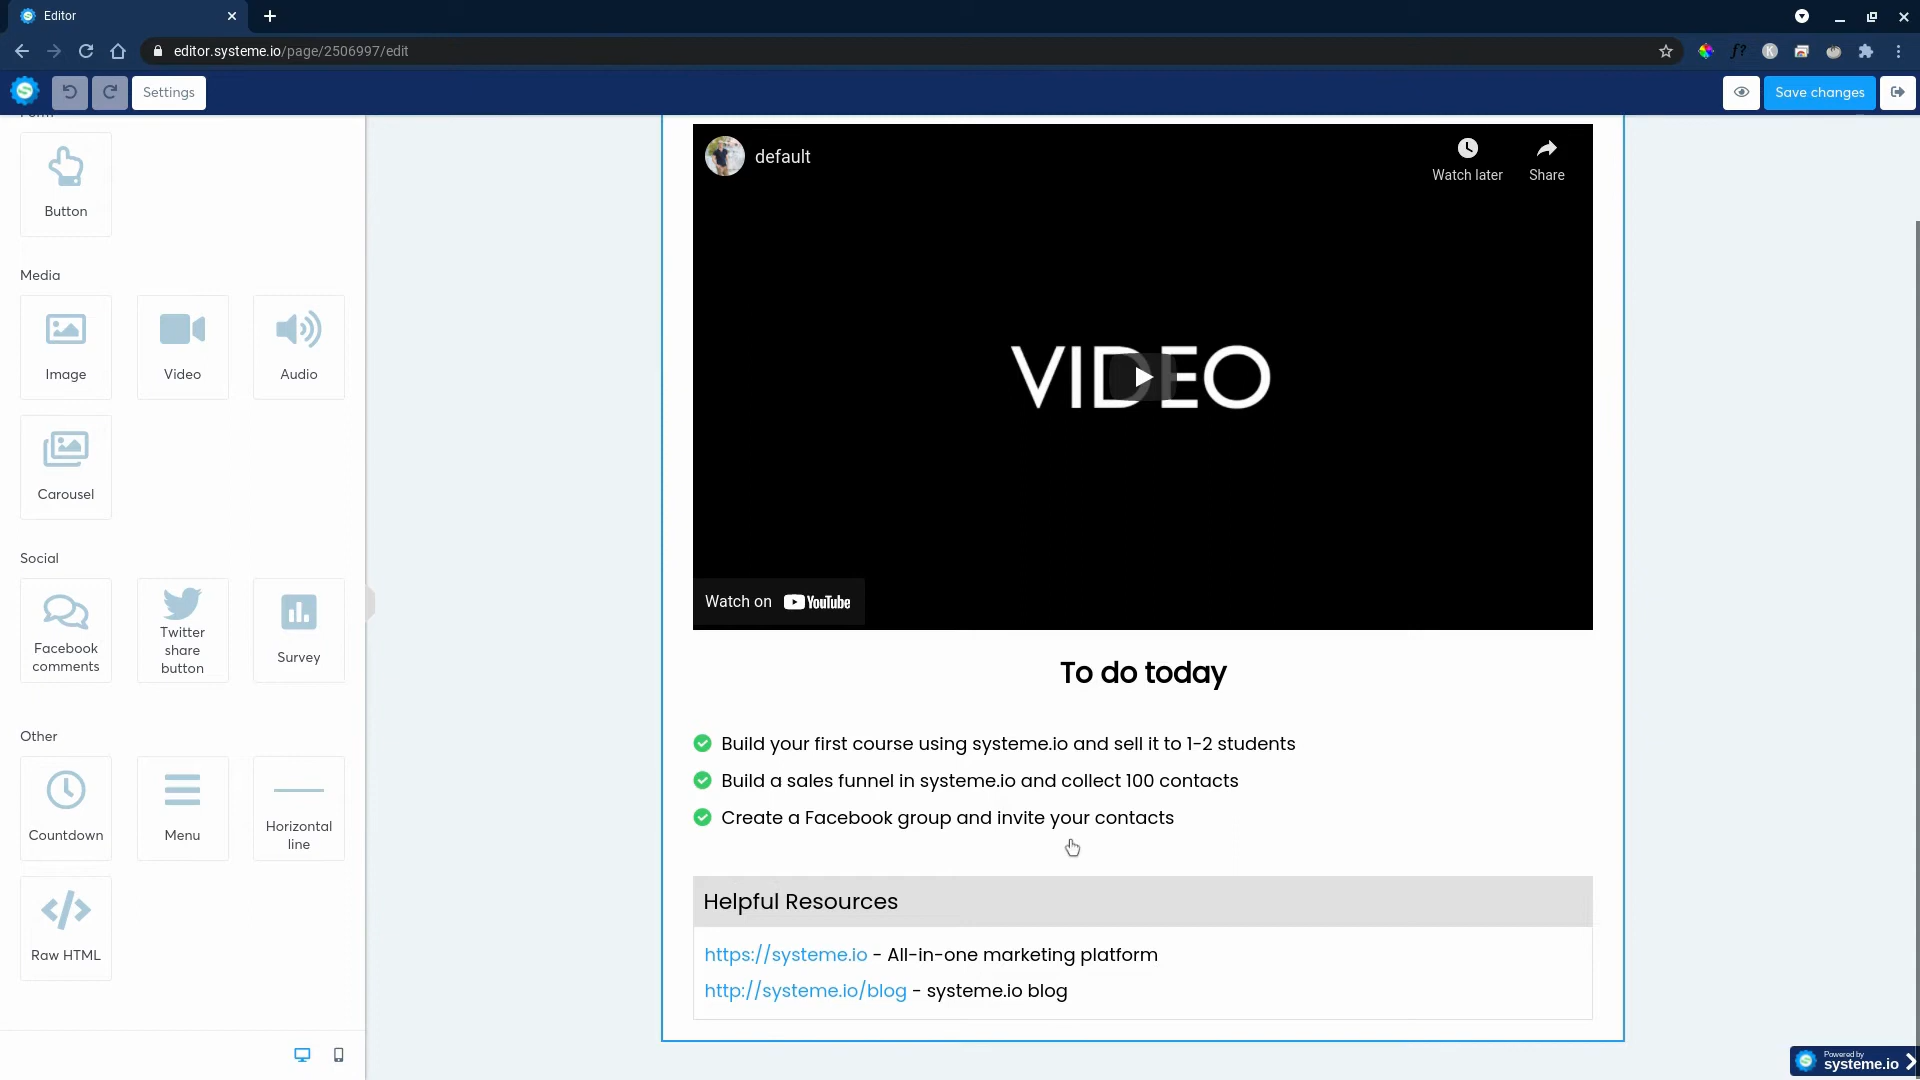 Editor
editor.systeme.io/page/2506997/edit
Settings
Save changes
Form
Button
Media
Image
Video
Audio
Carousel
Social
Facebook
comments
Twitter
share
button
Survey
Other
Countdown
Menu
Horizontal
line
Raw HTML
default
Watch later
Share
VIDEO
Watch on YouTube
To do today
Build your first course using systeme.io and sell it to 1-2 students
Build a sales funnel in systeme.io and collect 100 contacts
Create a Facebook group and invite your contacts
Helpful Resources
https://systeme.io - All-in-one marketing platform
http://systeme.io/blog - systeme.io blog
Powered by
systeme.io